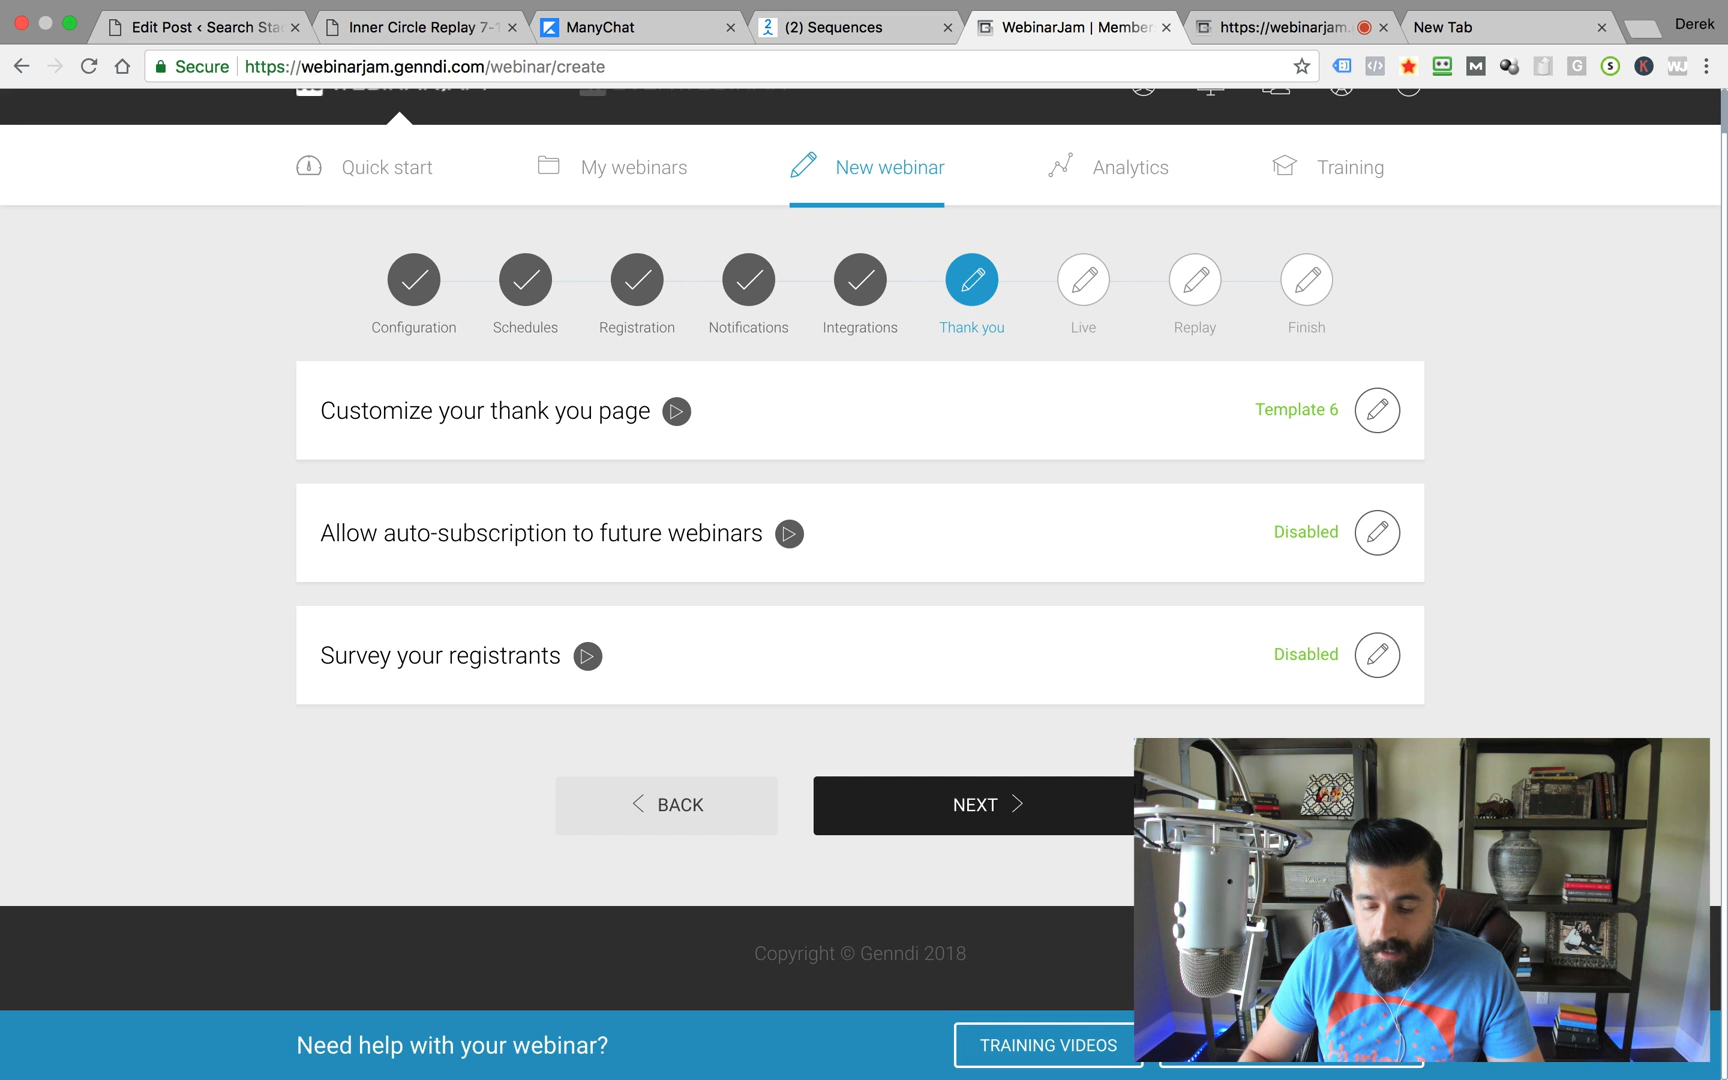 Edit Post ‹ Search Sta
Inner Circle Replay 7-1
ManyChat
(2) Sequences
WebinarJam | Member
https://webinarjam.
New Tab
Derek
Secure
https://webinarjam.genndi.com/webinar/create
Quick start
My webinars
New webinar
Analytics
Training
Configuration
Schedules
Registration
Notifications
Integrations
Thank you
Live
Replay
Finish
Customize your thank you page
Template 6
Allow auto-subscription to future webinars
Disabled
Survey your registrants
Disabled
BACK
NEXT
Copyright © Genndi 2018
Need help with your webinar?
TRAINING VIDEOS